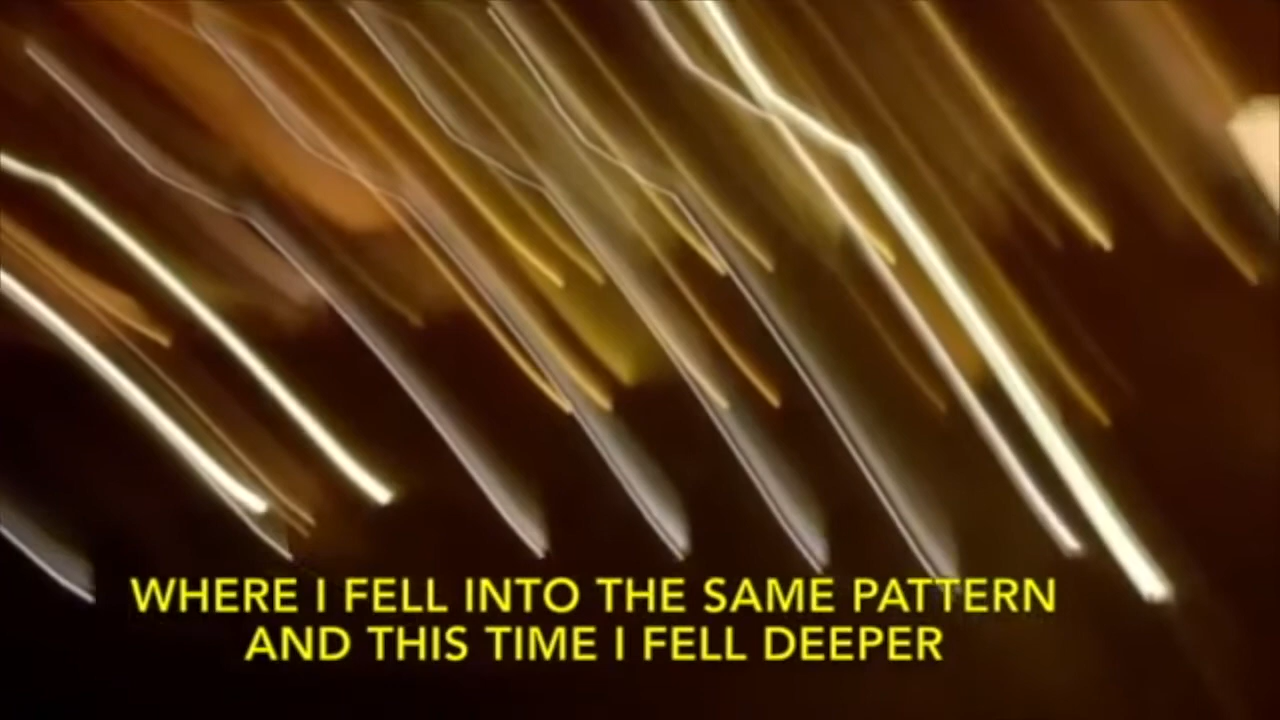 WHERE I FELL INTO THE SAME PATTERN
AND THIS TIME I FELL DEEPER